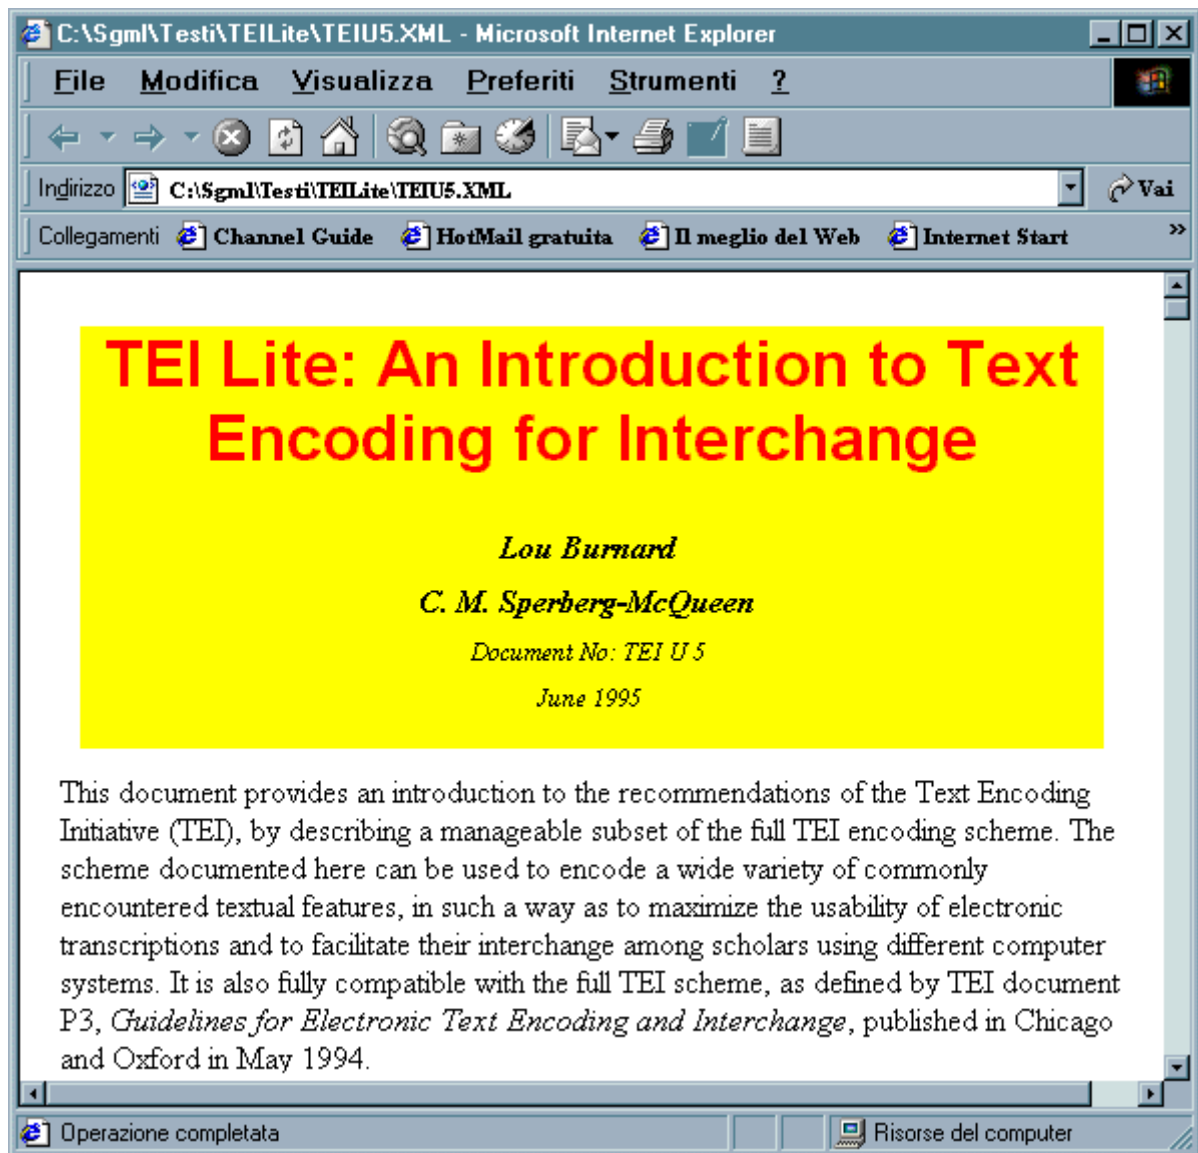 C:\Sgml\Testi\TEILite\TEIU5.XML - Microsoft Internet Explorer
File Modifica Visualizza Preferiti Strumenti ?
Indirizzo C:\Sgml\Testi\TEILite\TEIU5.XML Vai
Collegamenti Channel Guide HotMail gratuita Il meglio del Web Internet Start »
TEI Lite: An Introduction to Text
Encoding for Interchange
Lou Burnard
C. M. Sperberg-McQueen
Document No: TEI U 5
June 1995
This document provides an introduction to the recommendations of the Text Encoding
Initiative (TEI), by describing a manageable subset of the full TEI encoding scheme. The
scheme documented here can be used to encode a wide variety of commonly
encountered textual features, in such a way as to maximize the usability of electronic
transcriptions and to facilitate their interchange among scholars using different computer
systems. It is also fully compatible with the full TEI scheme, as defined by TEI document
P3, Guidelines for Electronic Text Encoding and Interchange, published in Chicago
and Oxford in May 1994.
Operazione completata Risorse del computer